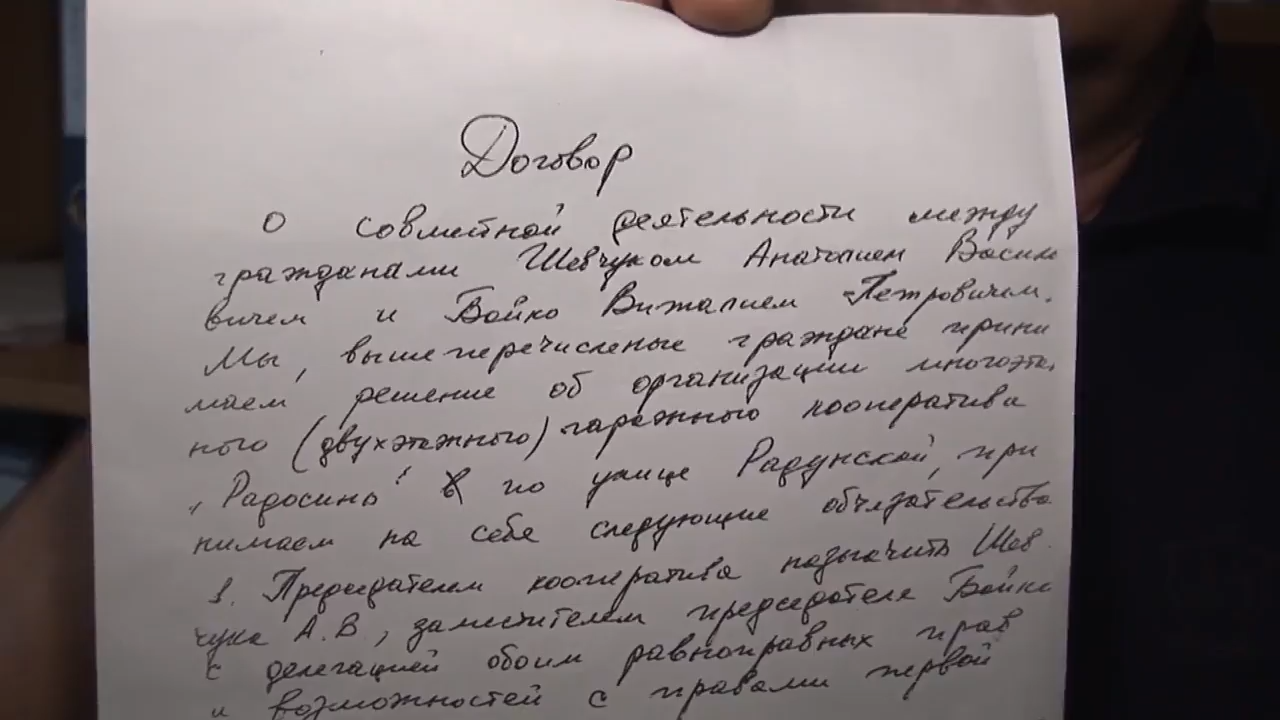 Договор
О совместной деятельности между
гражданами Шевчуком Анатолием Василь
вичем и Бойко Виталием Петровичем.
Мы, вышеперечисленые граждане прини
маем решение об организации многоэта
ного (двухэтажного) гаражного кооператива
„Радосинь" в по улице Радунской, при
нимаем на себя следующие обязательства
1. Председателем кооператива назначить Шев
чука А.В., заместителем председателя Бойко
с делегацией обоим равноправных прав
и возможностей с правами первой